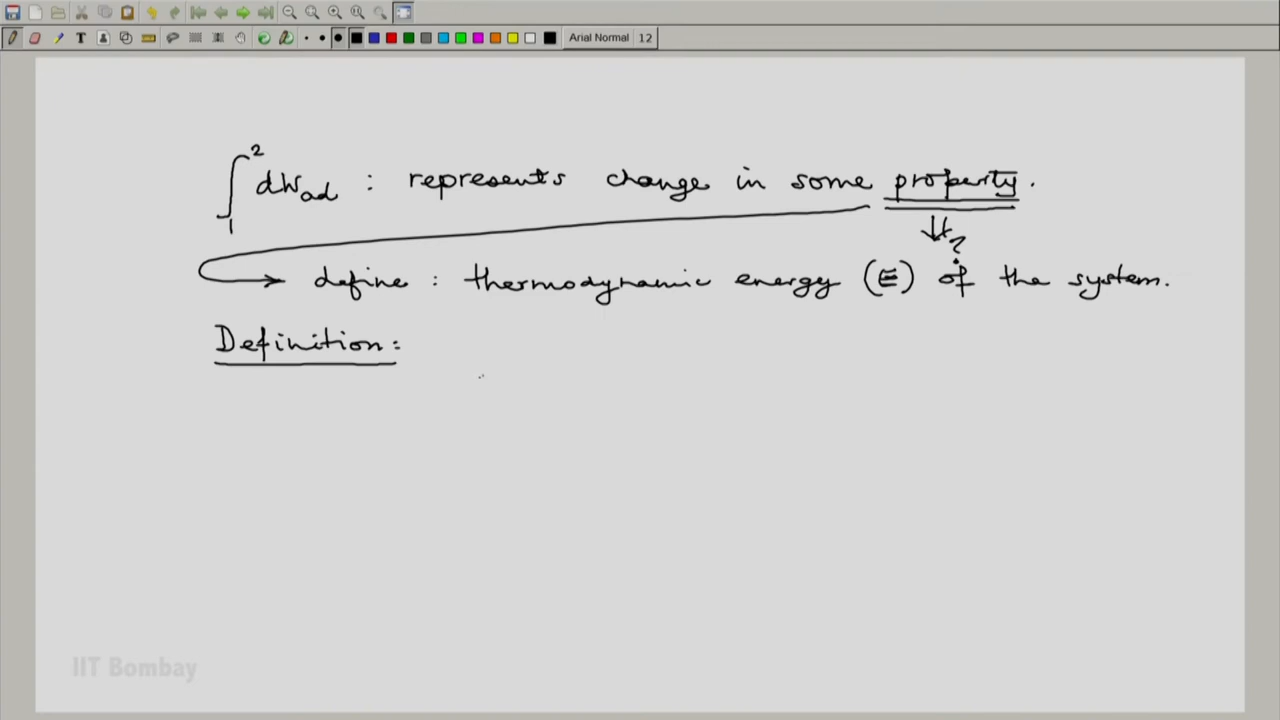 Arial Normal 12
∫₁² dW_ad : represents change in some property.
?
define : thermodynamic energy (E) of the system.
Definition:
IIT Bombay